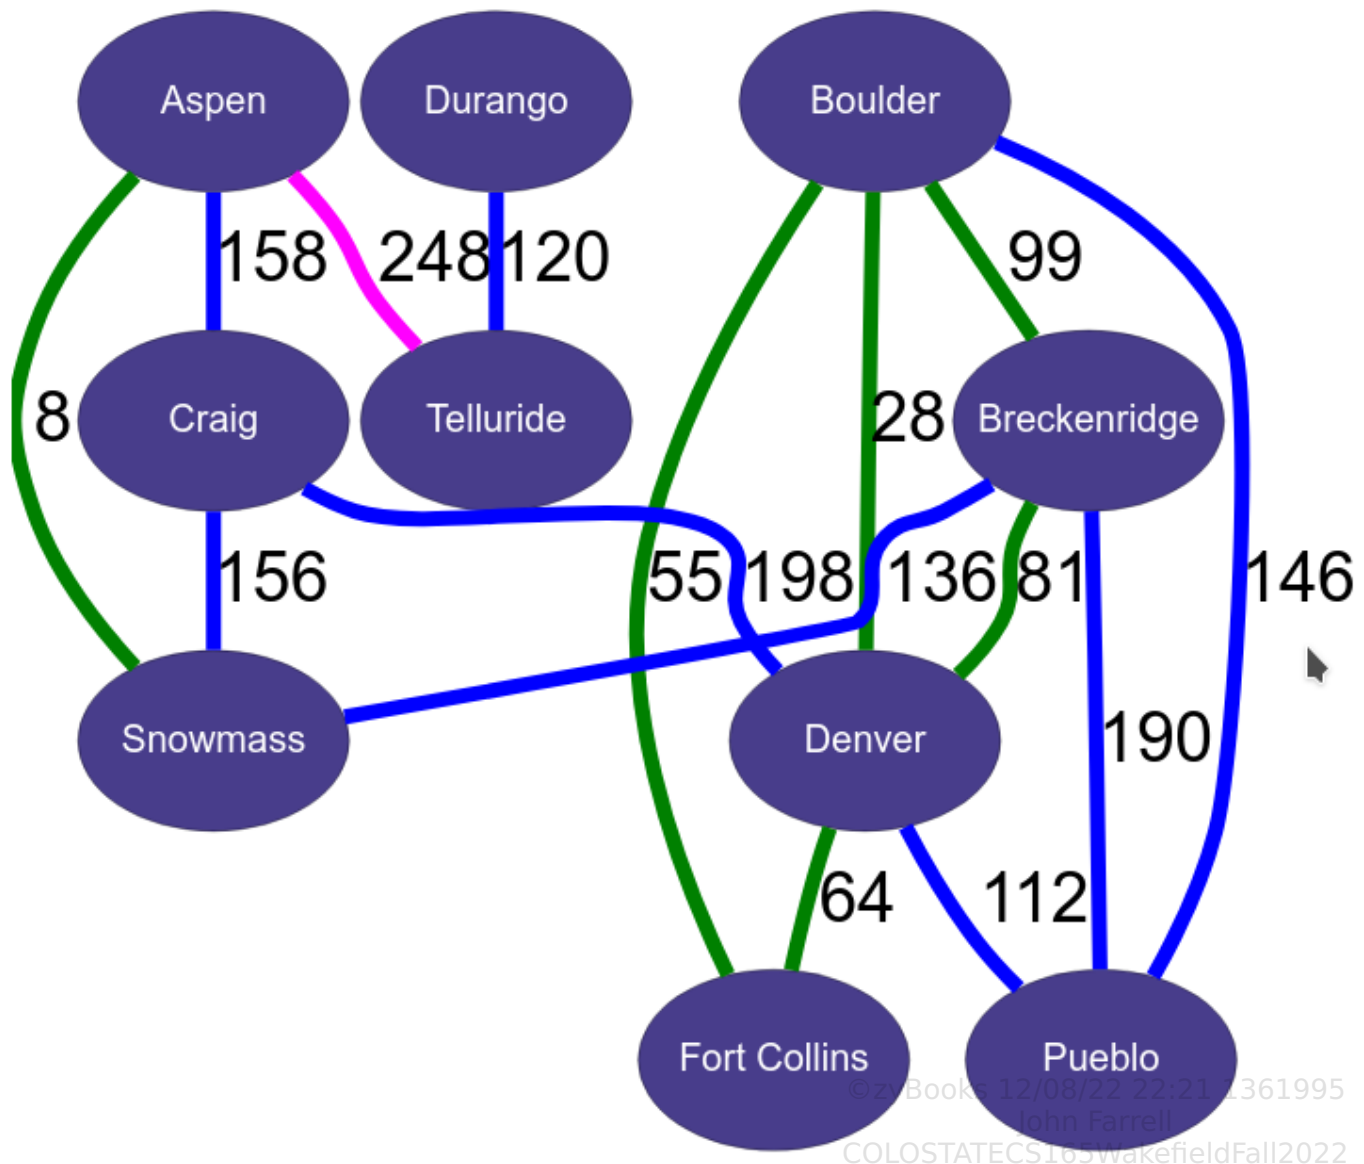 Aspen Durango Boulder
158 248 120 99
8 Craig Telluride 28 Breckenridge
156 55 198 136 81 146
Snowmass Denver 190
64 112
Fort Collins Pueblo
©zyBooks 12/08/22 22:21 1361995
John Farrell
COLOSTATECS165WakefieldFall2022